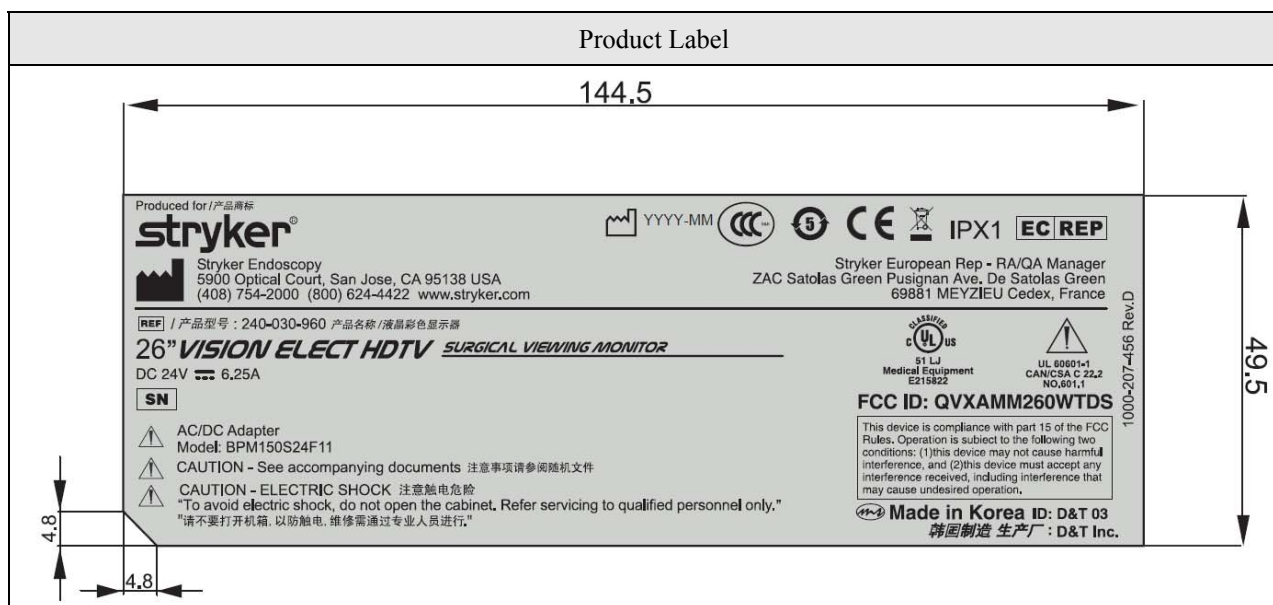 Product Label
144.5
Produced for/产品商标
stryker®
YYYY-MM CCC 5 CE IPX1 EC REP
Stryker Endoscopy
5900 Optical Court, San Jose, CA 95138 USA
(408) 754-2000 (800) 624-4422 www.stryker.com
Stryker European Rep - RA/QA Manager
ZAC Satolas Green Pusignan Ave. De Satolas Green
69881 MEYZIEU Cedex, France
REF / 产品型号 : 240-030-960 产品名称/液晶彩色显示器
26" VISION ELECT HDTV SURGICAL VIEWING MONITOR
DC 24V 6.25A
SN
CLASSIFIED
C UL US
51 LJ
Medical Equipment
E215822
UL 60601-1
CAN/CSA C 22.2
NO.601.1
FCC ID: QVXAMM260WTDS
This device is compliance with part 15 of the FCC
Rules. Operation is subject to the following two
conditions: (1)this device may not cause harmful
interference, and (2)this device must accept any
interference received, including interference that
may cause undesired operation.
AC/DC Adapter
Model: BPM150S24F11
CAUTION - See accompanying documents 注意事项请参阅随机文件
CAUTION - ELECTRIC SHOCK 注意触电危险
"To avoid electric shock, do not open the cabinet. Refer servicing to qualified personnel only."
"请不要打开机箱, 以防触电, 维修需通过专业人员进行."
Made in Korea ID: D&T 03
韩国制造 生产厂 : D&T Inc.
1000-207-456 Rev.D
49.5
4.8
4.8